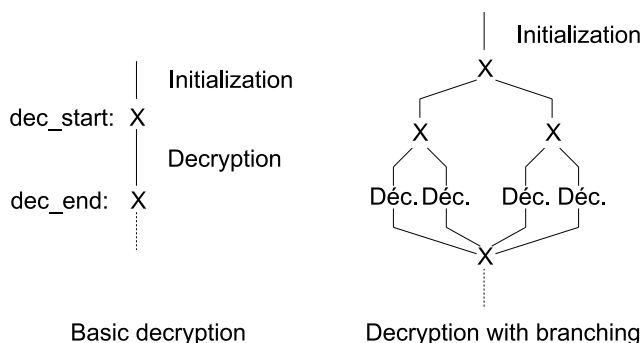 Initialization
dec_start: X
Decryption
dec_end: X
Basic decryption
Initialization
X
X X
Déc. Déc. Déc. Déc.
X
Decryption with branching